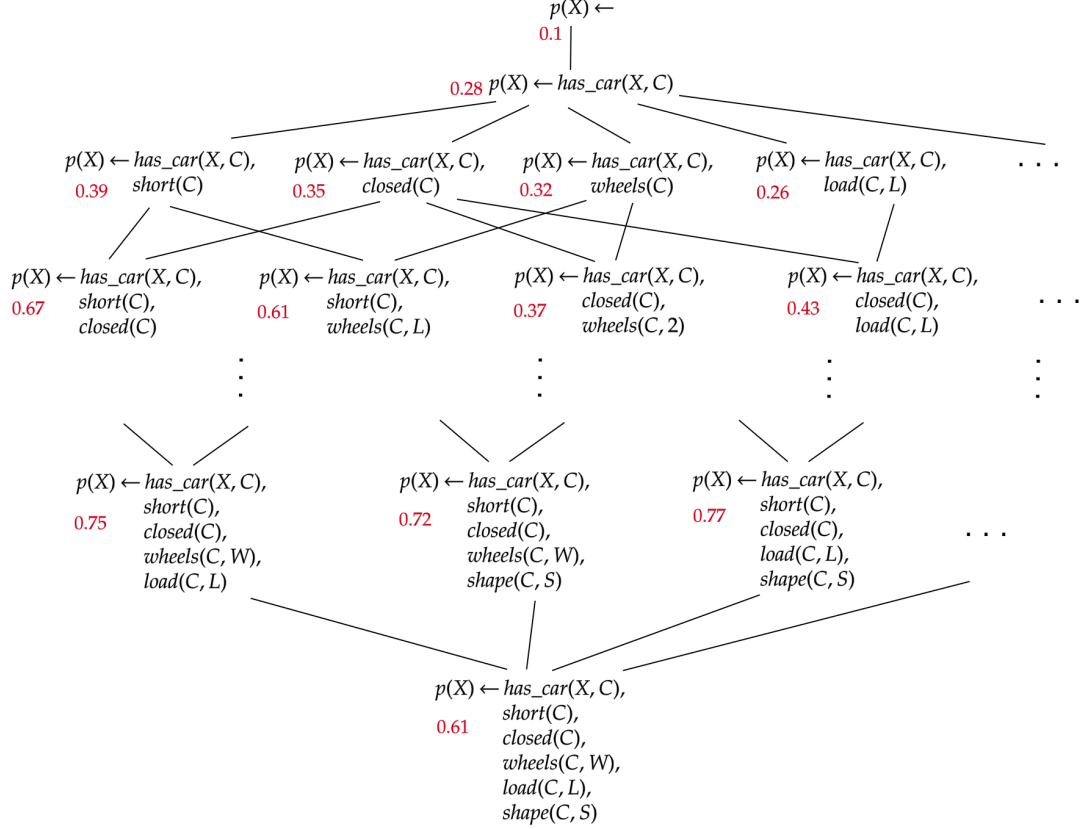 p(X) ←
0.1
0.28 p(X) ← has_car(X, C)
p(X) ← has_car(X, C),
short(C)
0.39
p(X) ← has_car(X, C),
closed(C)
0.35
p(X) ← has_car(X, C),
wheels(C)
0.32
p(X) ← has_car(X, C),
load(C, L)
0.26
. . .
p(X) ← has_car(X, C),
short(C),
closed(C)
0.67
p(X) ← has_car(X, C),
short(C),
wheels(C, L)
0.61
p(X) ← has_car(X, C),
closed(C),
wheels(C, 2)
0.37
p(X) ← has_car(X, C),
closed(C),
load(C, L)
0.43
. . .
p(X) ← has_car(X, C),
short(C),
closed(C),
wheels(C, W),
load(C, L)
0.75
p(X) ← has_car(X, C),
short(C),
closed(C),
wheels(C, W),
shape(C, S)
0.72
p(X) ← has_car(X, C),
short(C),
closed(C),
load(C, L),
shape(C, S)
0.77
. . .
p(X) ← has_car(X, C),
short(C),
closed(C),
wheels(C, W),
load(C, L),
shape(C, S)
0.61